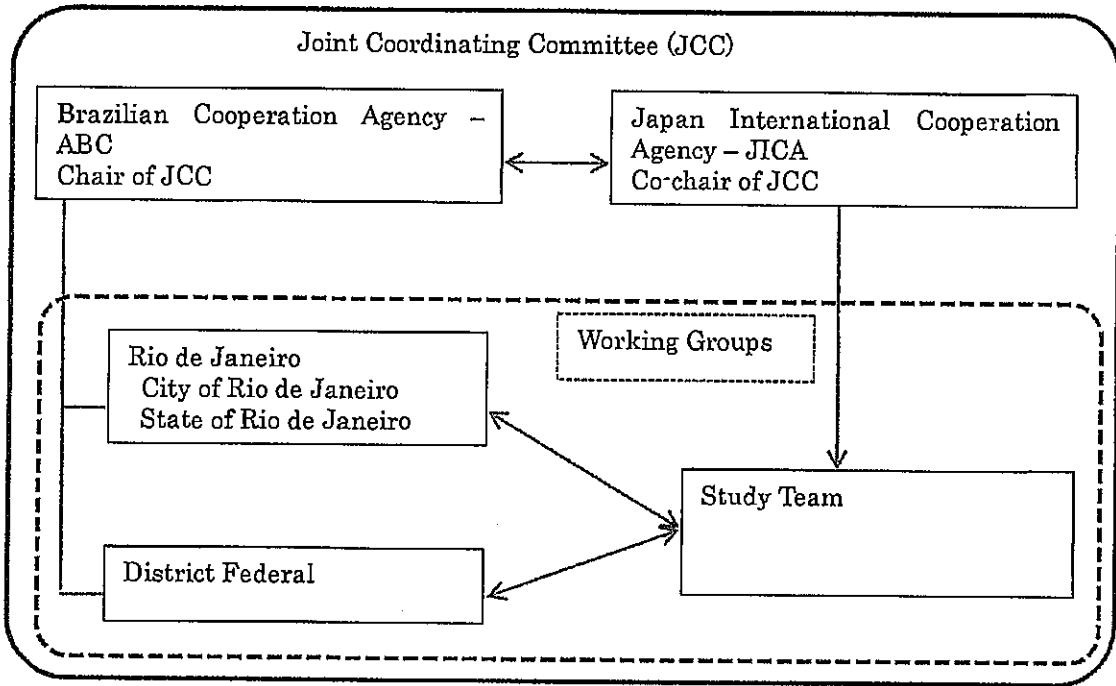 Joint Coordinating Committee (JCC)
Brazilian Cooperation Agency –
ABC
Chair of JCC
Japan International Cooperation
Agency – JICA
Co-chair of JCC
Working Groups
Rio de Janeiro
City of Rio de Janeiro
State of Rio de Janeiro
Study Team
District Federal